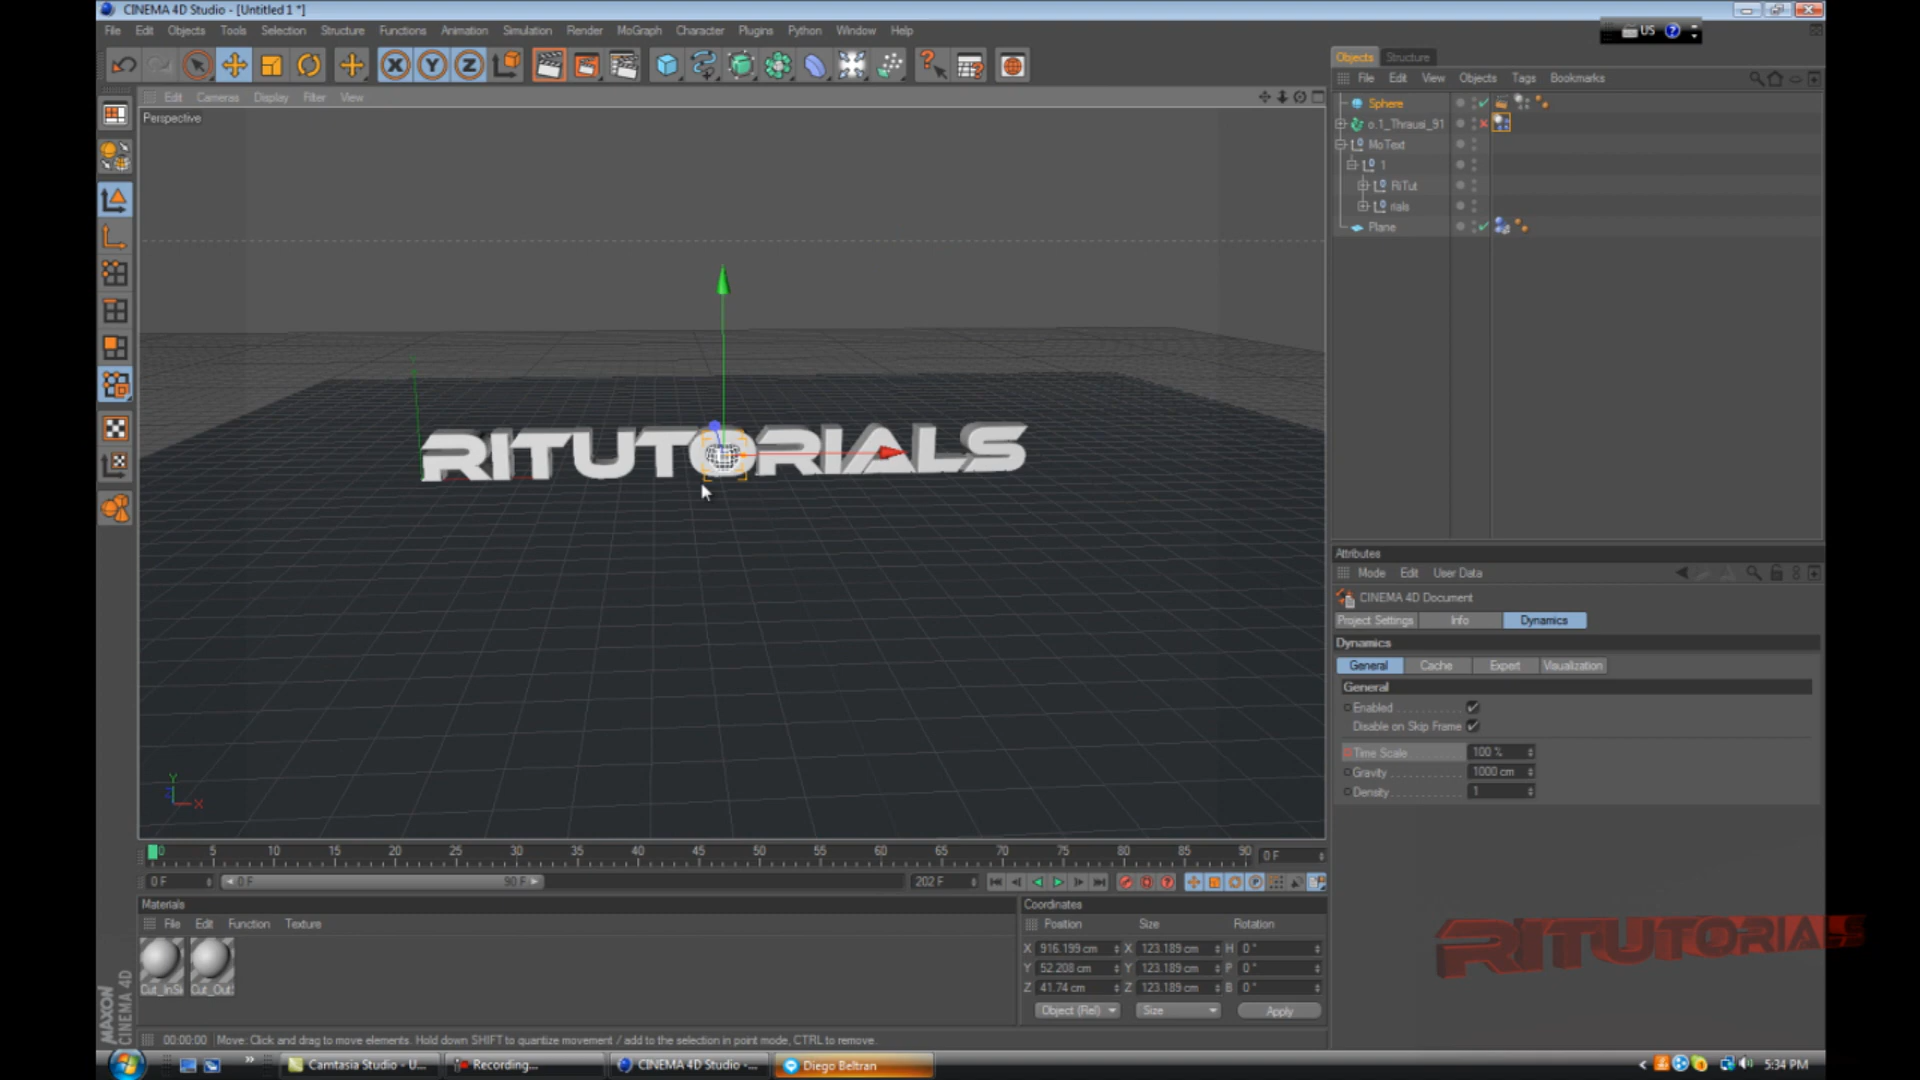 CINEMA 4D Studio - [Untitled 1 *]
File Edit Objects Tools Selection Structure Functions Animation Simulation Render MoGraph Character Plugins Python Window Help
US
Objects Structure
File Edit View Objects Tags Bookmarks
Edit Cameras Display Filter View
Perspective
Sphere
o.1_Thrausi_91
MoText
1
RiTut
rials
Plane
RITUTORIALS
Y
Z
X
Attributes
Mode Edit User Data
CINEMA 4D Document
Project Settings Info Dynamics
Dynamics
General Cache Expert Visualization
General
Enabled
Disable on Skip Frame
Time Scale 100 %
Gravity 1000 cm
Density 1
0 5 10 15 20 25 30 35 40 45 50 55 60 65 70 75 80 85 90 0 F
0 F 0 F 90 F 202 F
Materials
File Edit Function Texture
Cut_InSi Cut_Out
Coordinates
Position Size Rotation
X 916.199 cm X 123.189 cm H 0 °
Y 52.208 cm Y 123.189 cm P 0 °
Z 41.74 cm Z 123.189 cm B 0 °
Object (Rel) Size Apply
RITUTORIALS
MAXON
CINEMA 4D
00:00:00 Move: Click and drag to move elements. Hold down SHIFT to quantize movement / add to the selection in point mode, CTRL to remove.
Camtasia Studio - U... Recording... CINEMA 4D Studio -... Diego Beltran 5:34 PM